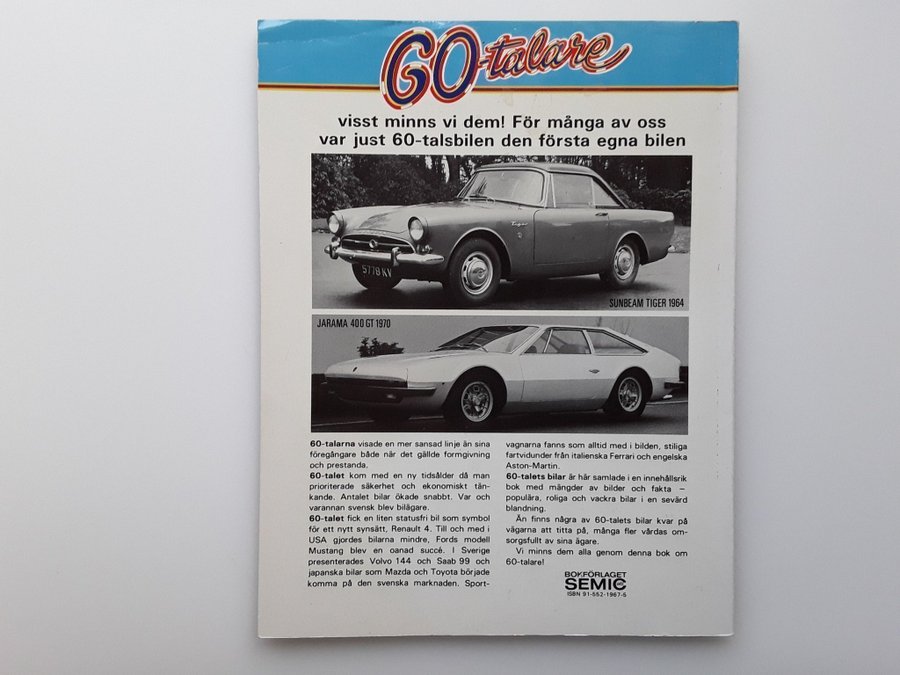 60-talare
visst minns vi dem! För många av oss
var just 60-talsbilen den första egna bilen
Tiger
5779 KV
SUNBEAM TIGER 1964
JARAMA 400 GT 1970
60-talarna visade en mer sansad linje än sina
föregångare både när det gällde formgivning
och prestanda.
60-talet kom med en ny tidsålder då man
prioriterade säkerhet och ekonomiskt tän-
kande. Antalet bilar ökade snabbt. Var och
varannan svensk blev bilägare.
60-talet fick en liten statusfri bil som symbol
för ett nytt synsätt, Renault 4. Till och med i
USA gjordes bilarna mindre, Fords modell
Mustang blev en oanad succé. I Sverige
presenterades Volvo 144 och Saab 99 och
japanska bilar som Mazda och Toyota började
komma på den svenska marknaden. Sport-
vagnarna fanns som alltid med i bilden, stiliga
fartvidunder från italienska Ferrari och engelska
Aston-Martin.
60-talets bilar är här samlade i en innehållsrik
bok med mängder av bilder och fakta –
populära, roliga och vackra bilar i en sevärd
blandning.
Än finns några av 60-talets bilar kvar på
vägarna att titta på, många fler vårdas om-
sorgsfullt av sina ägare.
Vi minns dem alla genom denna bok om
60-talare!
BOKFÖRLAGET
SEMIC
ISBN 91-552-1967-5